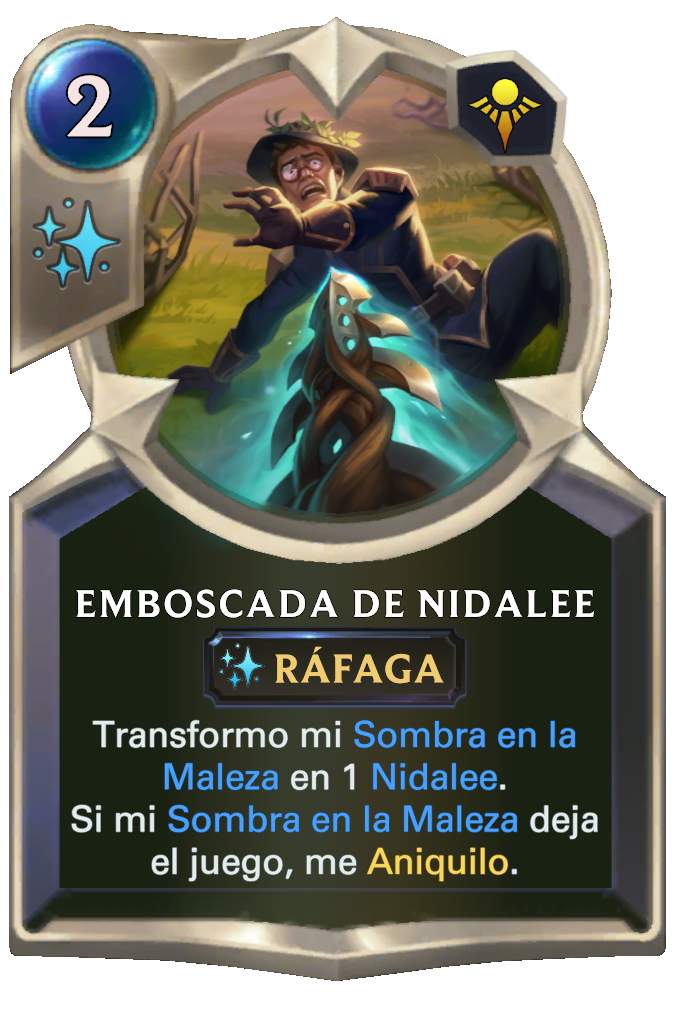 2
EMBOSCADA DE NIDALEE
RÁFAGA
Transformo mi Sombra en la
Maleza en 1 Nidalee.
Si mi Sombra en la Maleza deja
el juego, me Aniquilo.